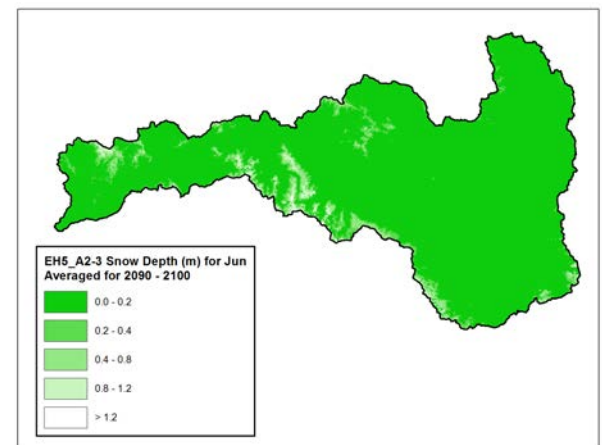 EH5_A2-3 Snow Depth (m) for Jun
Averaged for 2090 - 2100
0.0 - 0.2
0.2 - 0.4
0.4 - 0.8
0.8 - 1.2
> 1.2